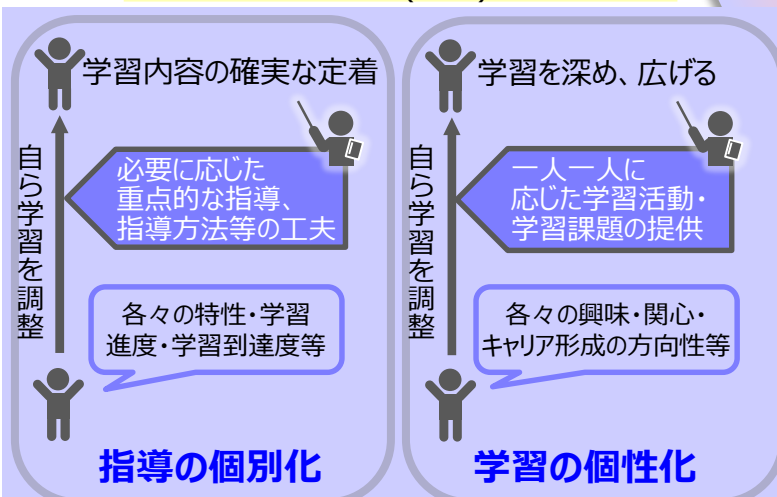 学習内容の確実な定着
自ら学習を調整
必要に応じた
重点的な指導、
指導方法等の工夫
各々の特性・学習
進度・学習到達度等
指導の個別化
学習を深め、広げる
自ら学習を調整
一人一人に
応じた学習活動・
学習課題の提供
各々の興味・関心・
キャリア形成の方向性等
学習の個性化